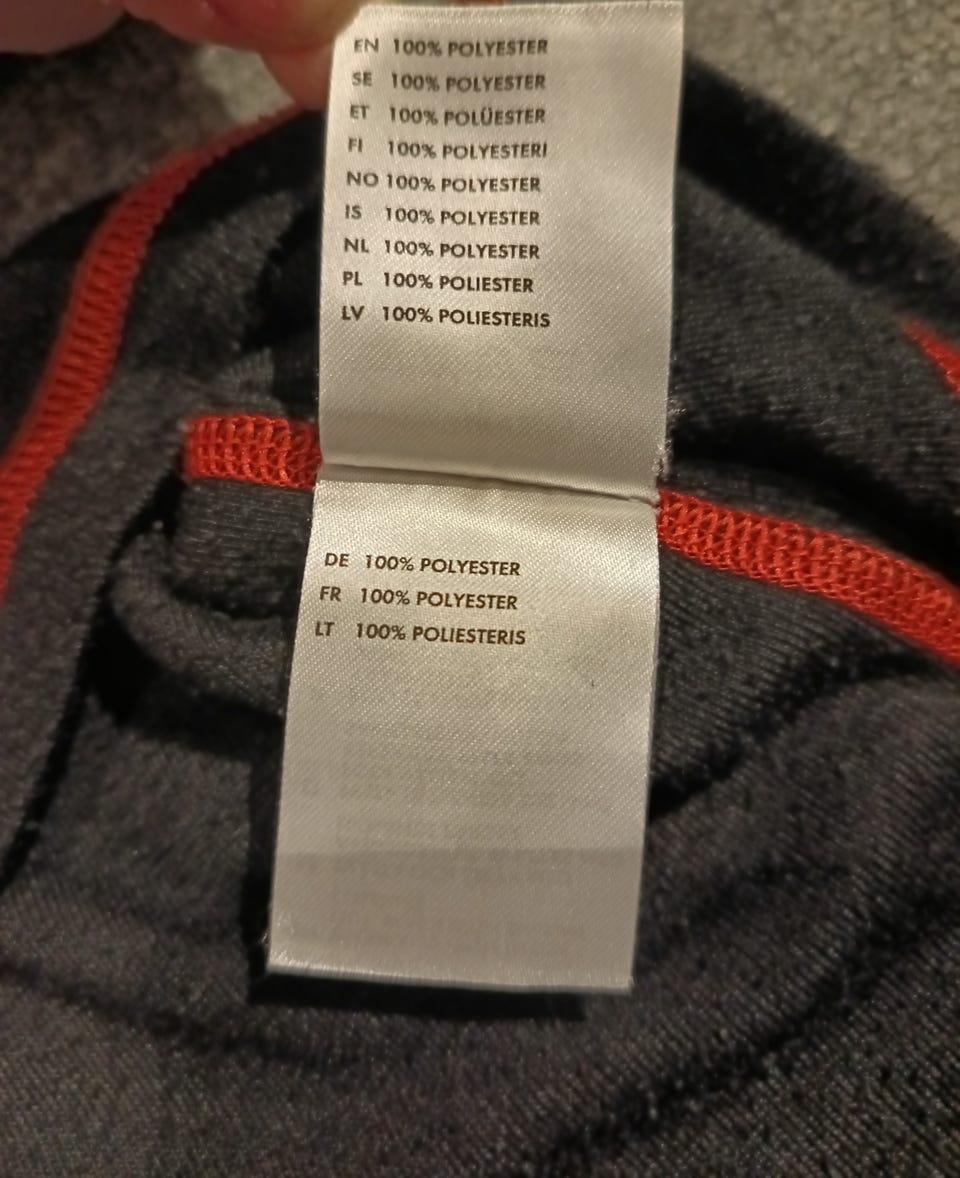 EN 100% POLYESTER
SE 100% POLYESTER
ET 100% POLÜESTER
FI 100% POLYESTERI
NO 100% POLYESTER
IS 100% POLYESTER
NL 100% POLYESTER
PL 100% POLIESTER
LV 100% POLIESTERIS
DE 100% POLYESTER
FR 100% POLYESTER
LT 100% POLIESTERIS